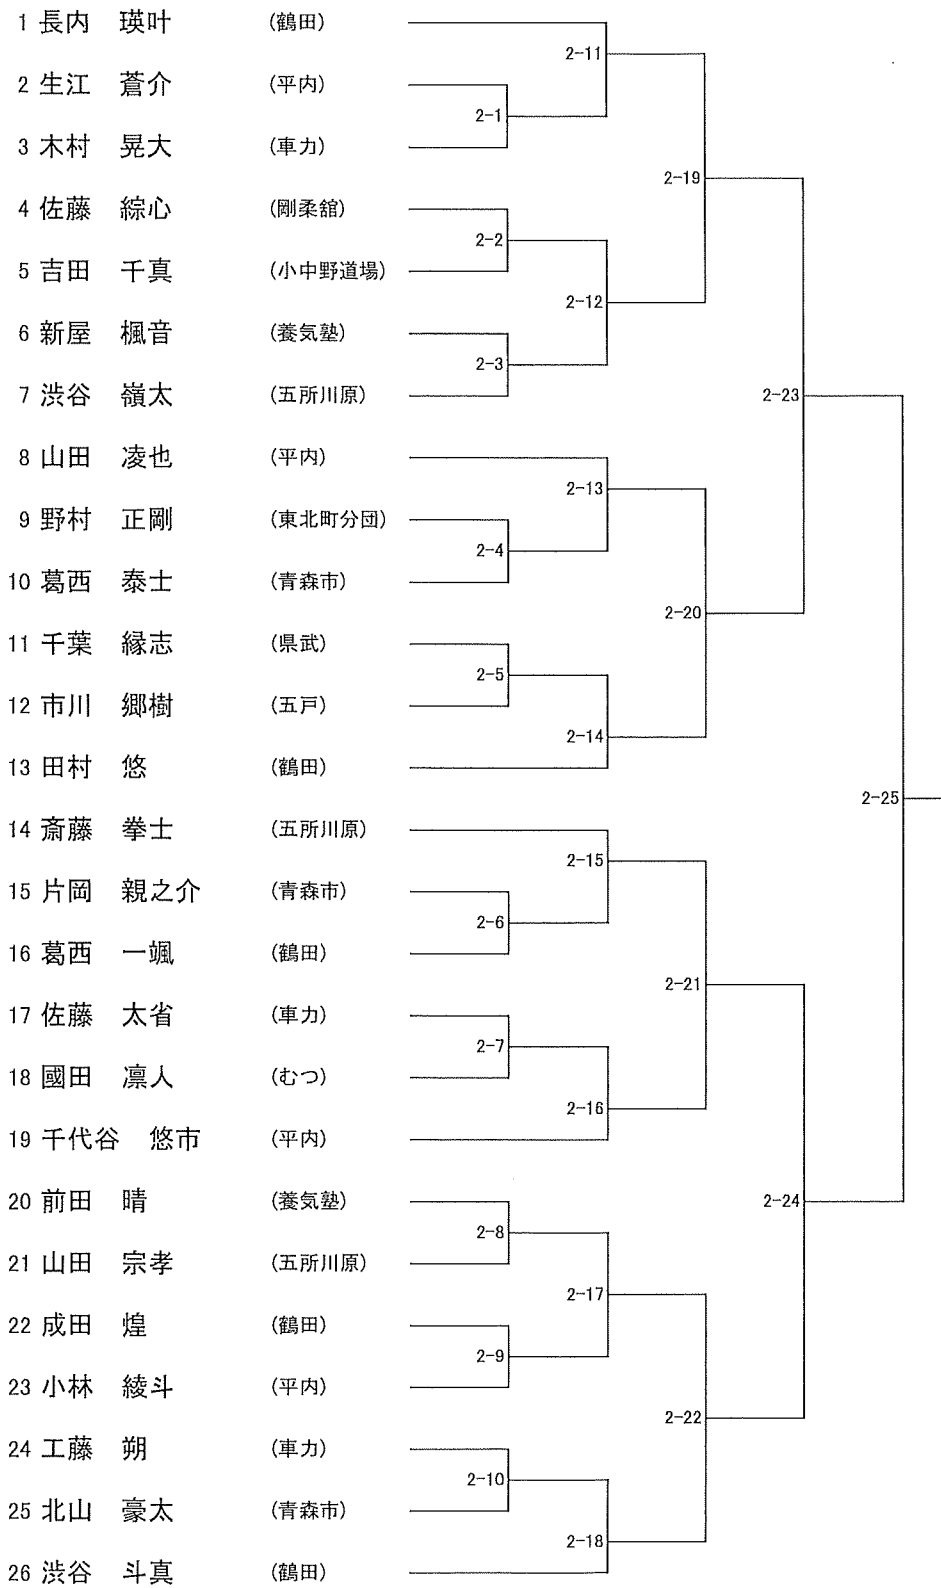 1 長内 瑛叶 (鶴田)
2-11
2 生江 蒼介 (平内)
2-1
3 木村 晃大 (車力)
2-19
4 佐藤 綜心 (剛柔舘)
2-2
5 吉田 千真 (小中野道場)
2-12
6 新屋 楓音 (養気塾)
2-3
7 渋谷 嶺太 (五所川原)
2-23
8 山田 凌也 (平内)
2-13
9 野村 正剛 (東北町分団)
2-4
10 葛西 泰士 (青森市)
2-20
11 千葉 縁志 (県武)
2-5
12 市川 郷樹 (五戸)
2-14
13 田村 悠 (鶴田)
2-25
14 斎藤 拳士 (五所川原)
2-15
15 片岡 親之介 (青森市)
2-6
16 葛西 一颯 (鶴田)
2-21
17 佐藤 太省 (車力)
2-7
18 國田 凛人 (むつ)
2-16
19 千代谷 悠市 (平内)
20 前田 晴 (養気塾)
2-24
2-8
21 山田 宗孝 (五所川原)
2-17
22 成田 煌 (鶴田)
2-9
23 小林 綾斗 (平内)
2-22
24 工藤 朔 (車力)
2-10
25 北山 豪太 (青森市)
2-18
26 渋谷 斗真 (鶴田)